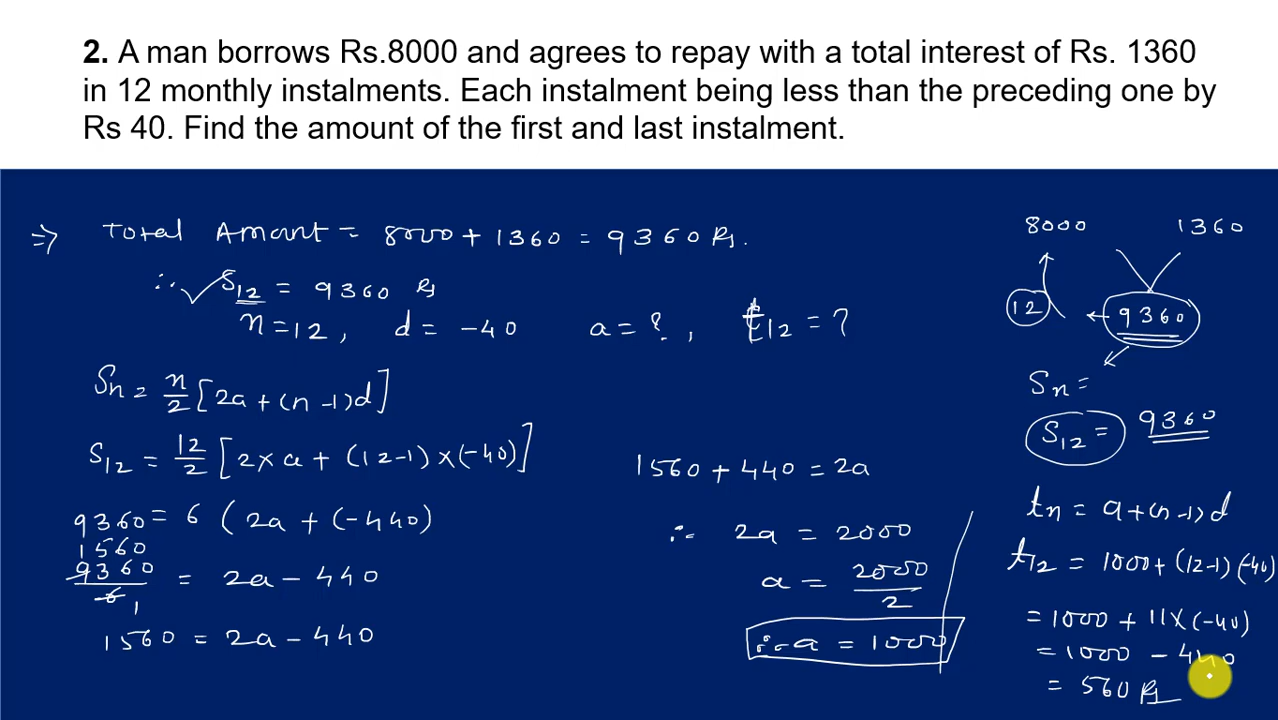 2. A man borrows Rs.8000 and agrees to repay with a total interest of Rs. 1360
in 12 monthly instalments. Each instalment being less than the preceding one by
Rs 40. Find the amount of the first and last instalment.
=> Total Amount = 8000 + 1360 = 9360 Rs.
∴ ✓S12 = 9360 Rs
n = 12, d = -40 a = ?, t12 = ?
Sn = n/2 [2a + (n-1)d]
S12 = 12/2 [2 × a + (12-1) × (-40)]
9360 = 6 (2a + (-440)
1560
9360/6 1 = 2a - 440
1560 = 2a - 440
1560 + 440 = 2a
∴ 2a = 2000
a = 2000/2
∴ a = 1000
8000 1360
12 ← 9360
Sn =
S12 = 9360
tn = a + (n-1)d
t12 = 1000 + (12-1)(-40)
= 1000 + 11 × (-40)
= 1000 - 440
= 560 Rs